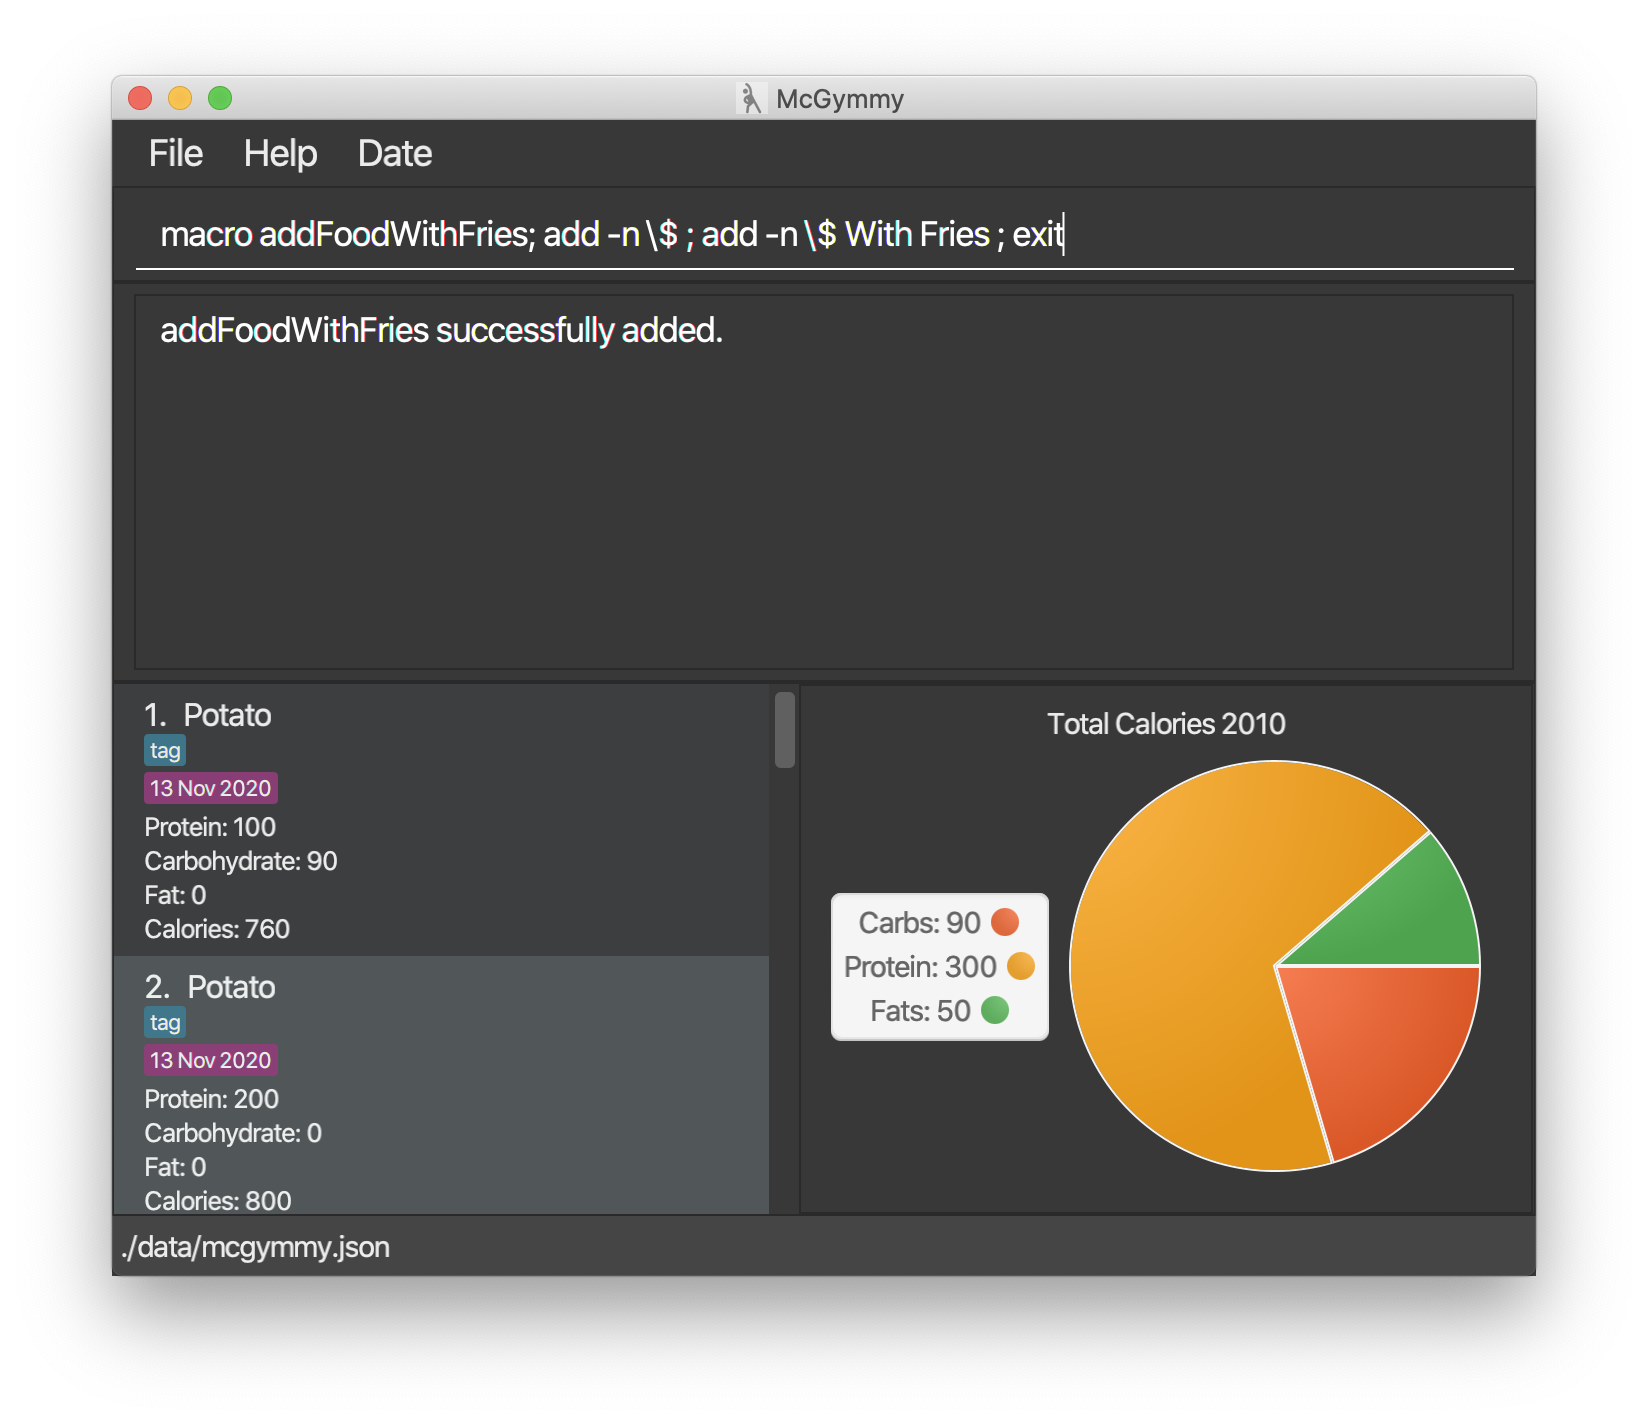 McGymmy
File Help Date
macro addFoodWithFries; add -n \$ ; add -n \$ With Fries ; exit
addFoodWithFries successfully added.
1. Potato
tag
13 Nov 2020
Protein: 100
Carbohydrate: 90
Fat: 0
Calories: 760
2. Potato
tag
13 Nov 2020
Protein: 200
Carbohydrate: 0
Fat: 0
Calories: 800
Total Calories 2010
Carbs: 90
Protein: 300
Fats: 50
./data/mcgymmy.json